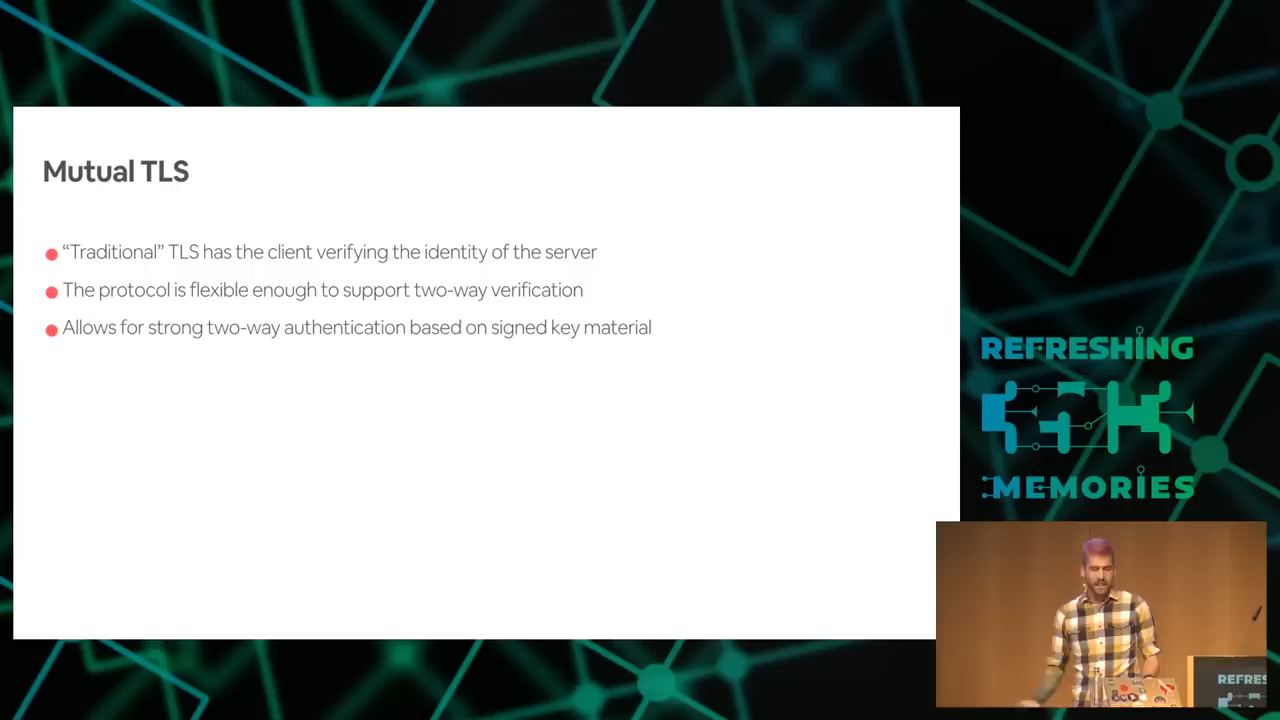 Mutual TLS
“Traditional” TLS has the client verifying the identity of the server
The protocol is flexible enough to support two-way verification
Allows for strong two-way authentication based on signed key material
REFRESHING
MEMORIES
REFRES